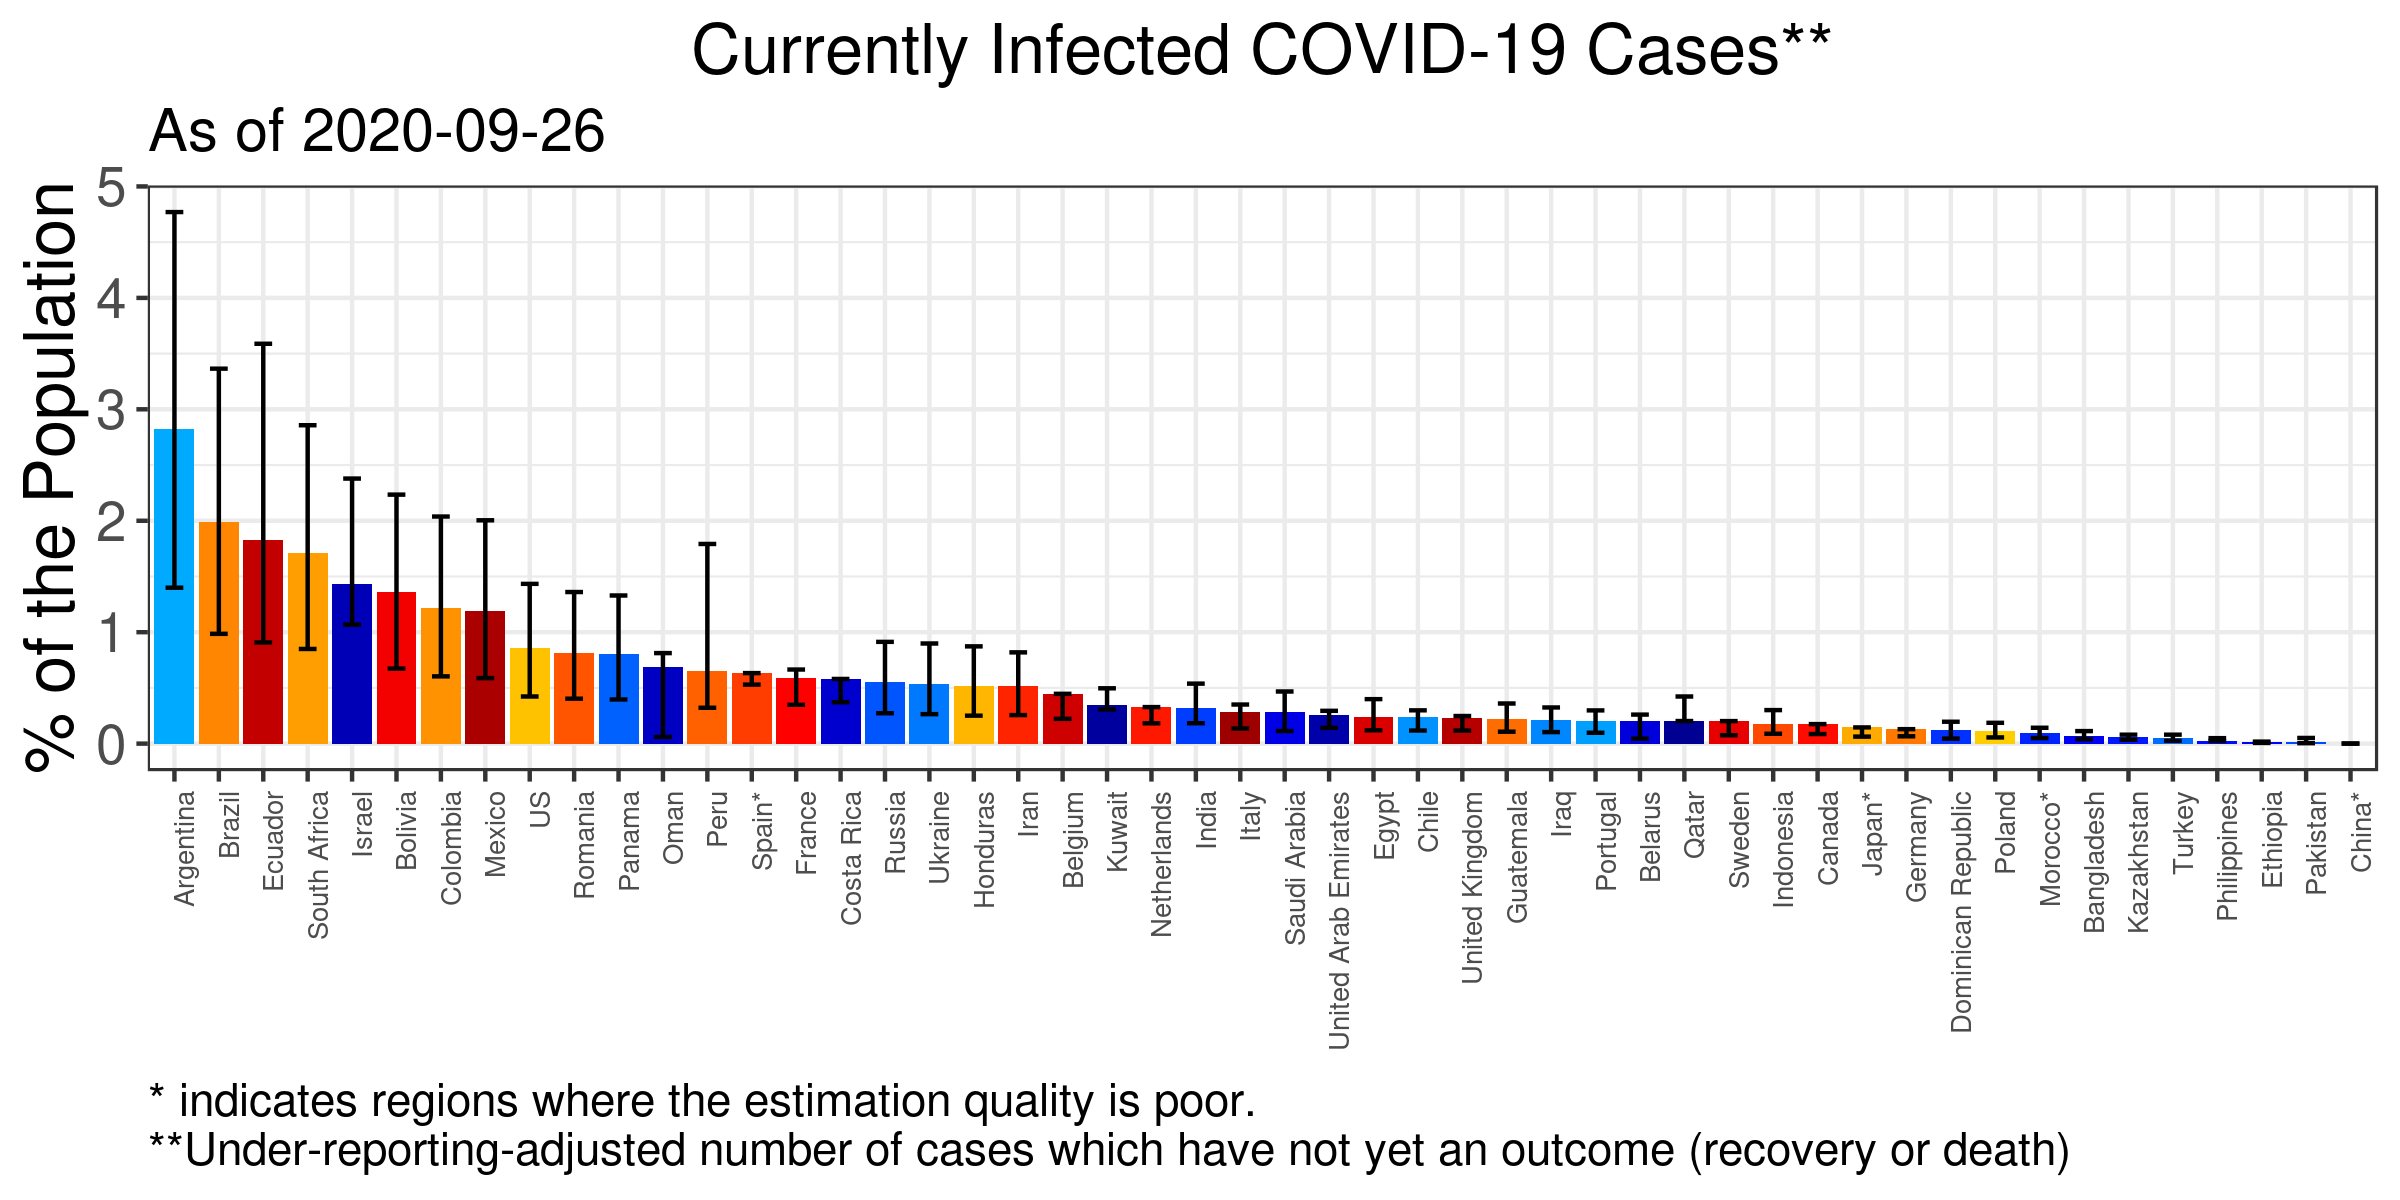 Currently Infected COVID-19 Cases**
As of 2020-09-26
% of the Population
5
4
3
2
1
0
Argentina
Brazil
Ecuador
South Africa
Israel
Bolivia
Colombia
Mexico
US
Romania
Panama
Oman
Peru
Spain*
France
Costa Rica
Russia
Ukraine
Honduras
Iran
Belgium
Kuwait
Netherlands
India
Italy
Saudi Arabia
United Arab Emirates
Egypt
Chile
United Kingdom
Guatemala
Iraq
Portugal
Belarus
Qatar
Sweden
Indonesia
Canada
Japan*
Germany
Dominican Republic
Poland
Morocco*
Bangladesh
Kazakhstan
Turkey
Philippines
Ethiopia
Pakistan
China*
* indicates regions where the estimation quality is poor.
**Under-reporting-adjusted number of cases which have not yet an outcome (recovery or death)